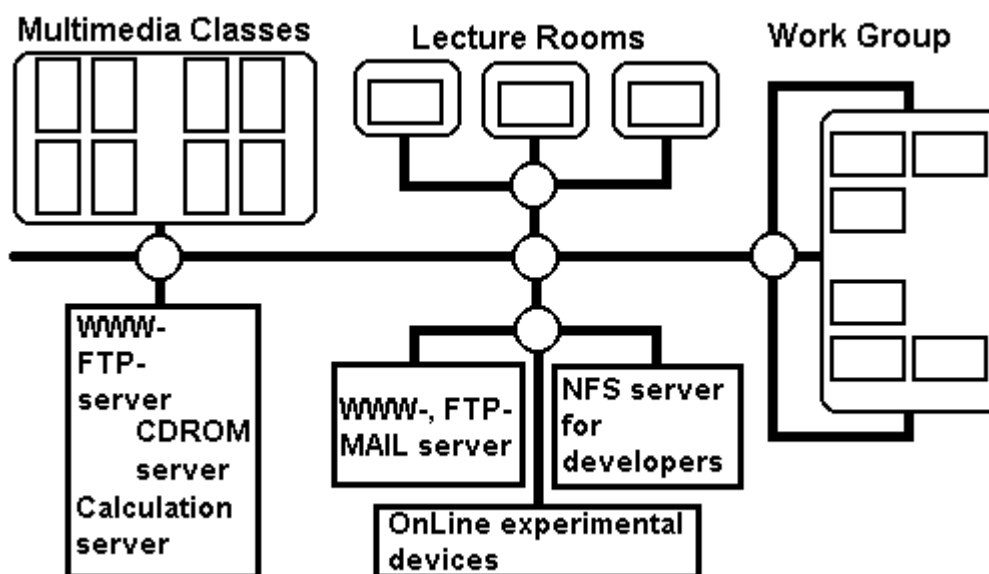 Multimedia Classes
Lecture Rooms
Work Group
WWW-
FTP-
server
CDROM
server
Calculation
server
WWW-, FTP-
MAIL server
NFS server
for
developers
OnLine experimental
devices